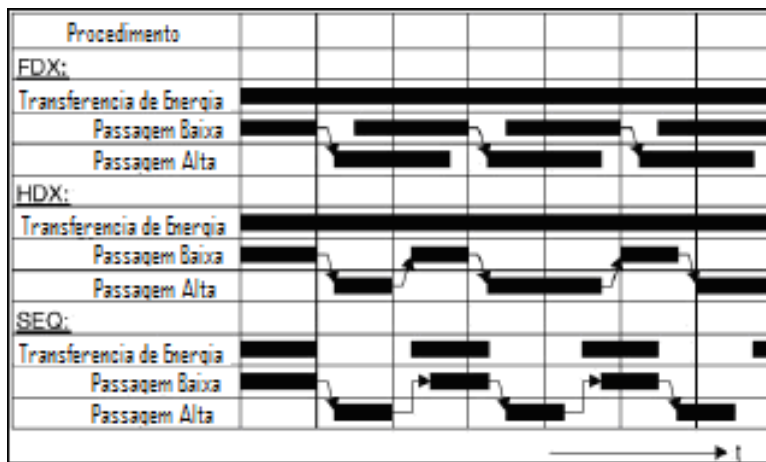 Procedimento
FDX:
Transferencia de Energia
Passagem Baixa
Passagem Alta
HDX:
Transferencia de Energia
Passagem Baixa
Passagem Alta
SEQ:
Transferencia de Energia
Passagem Baixa
Passagem Alta
t